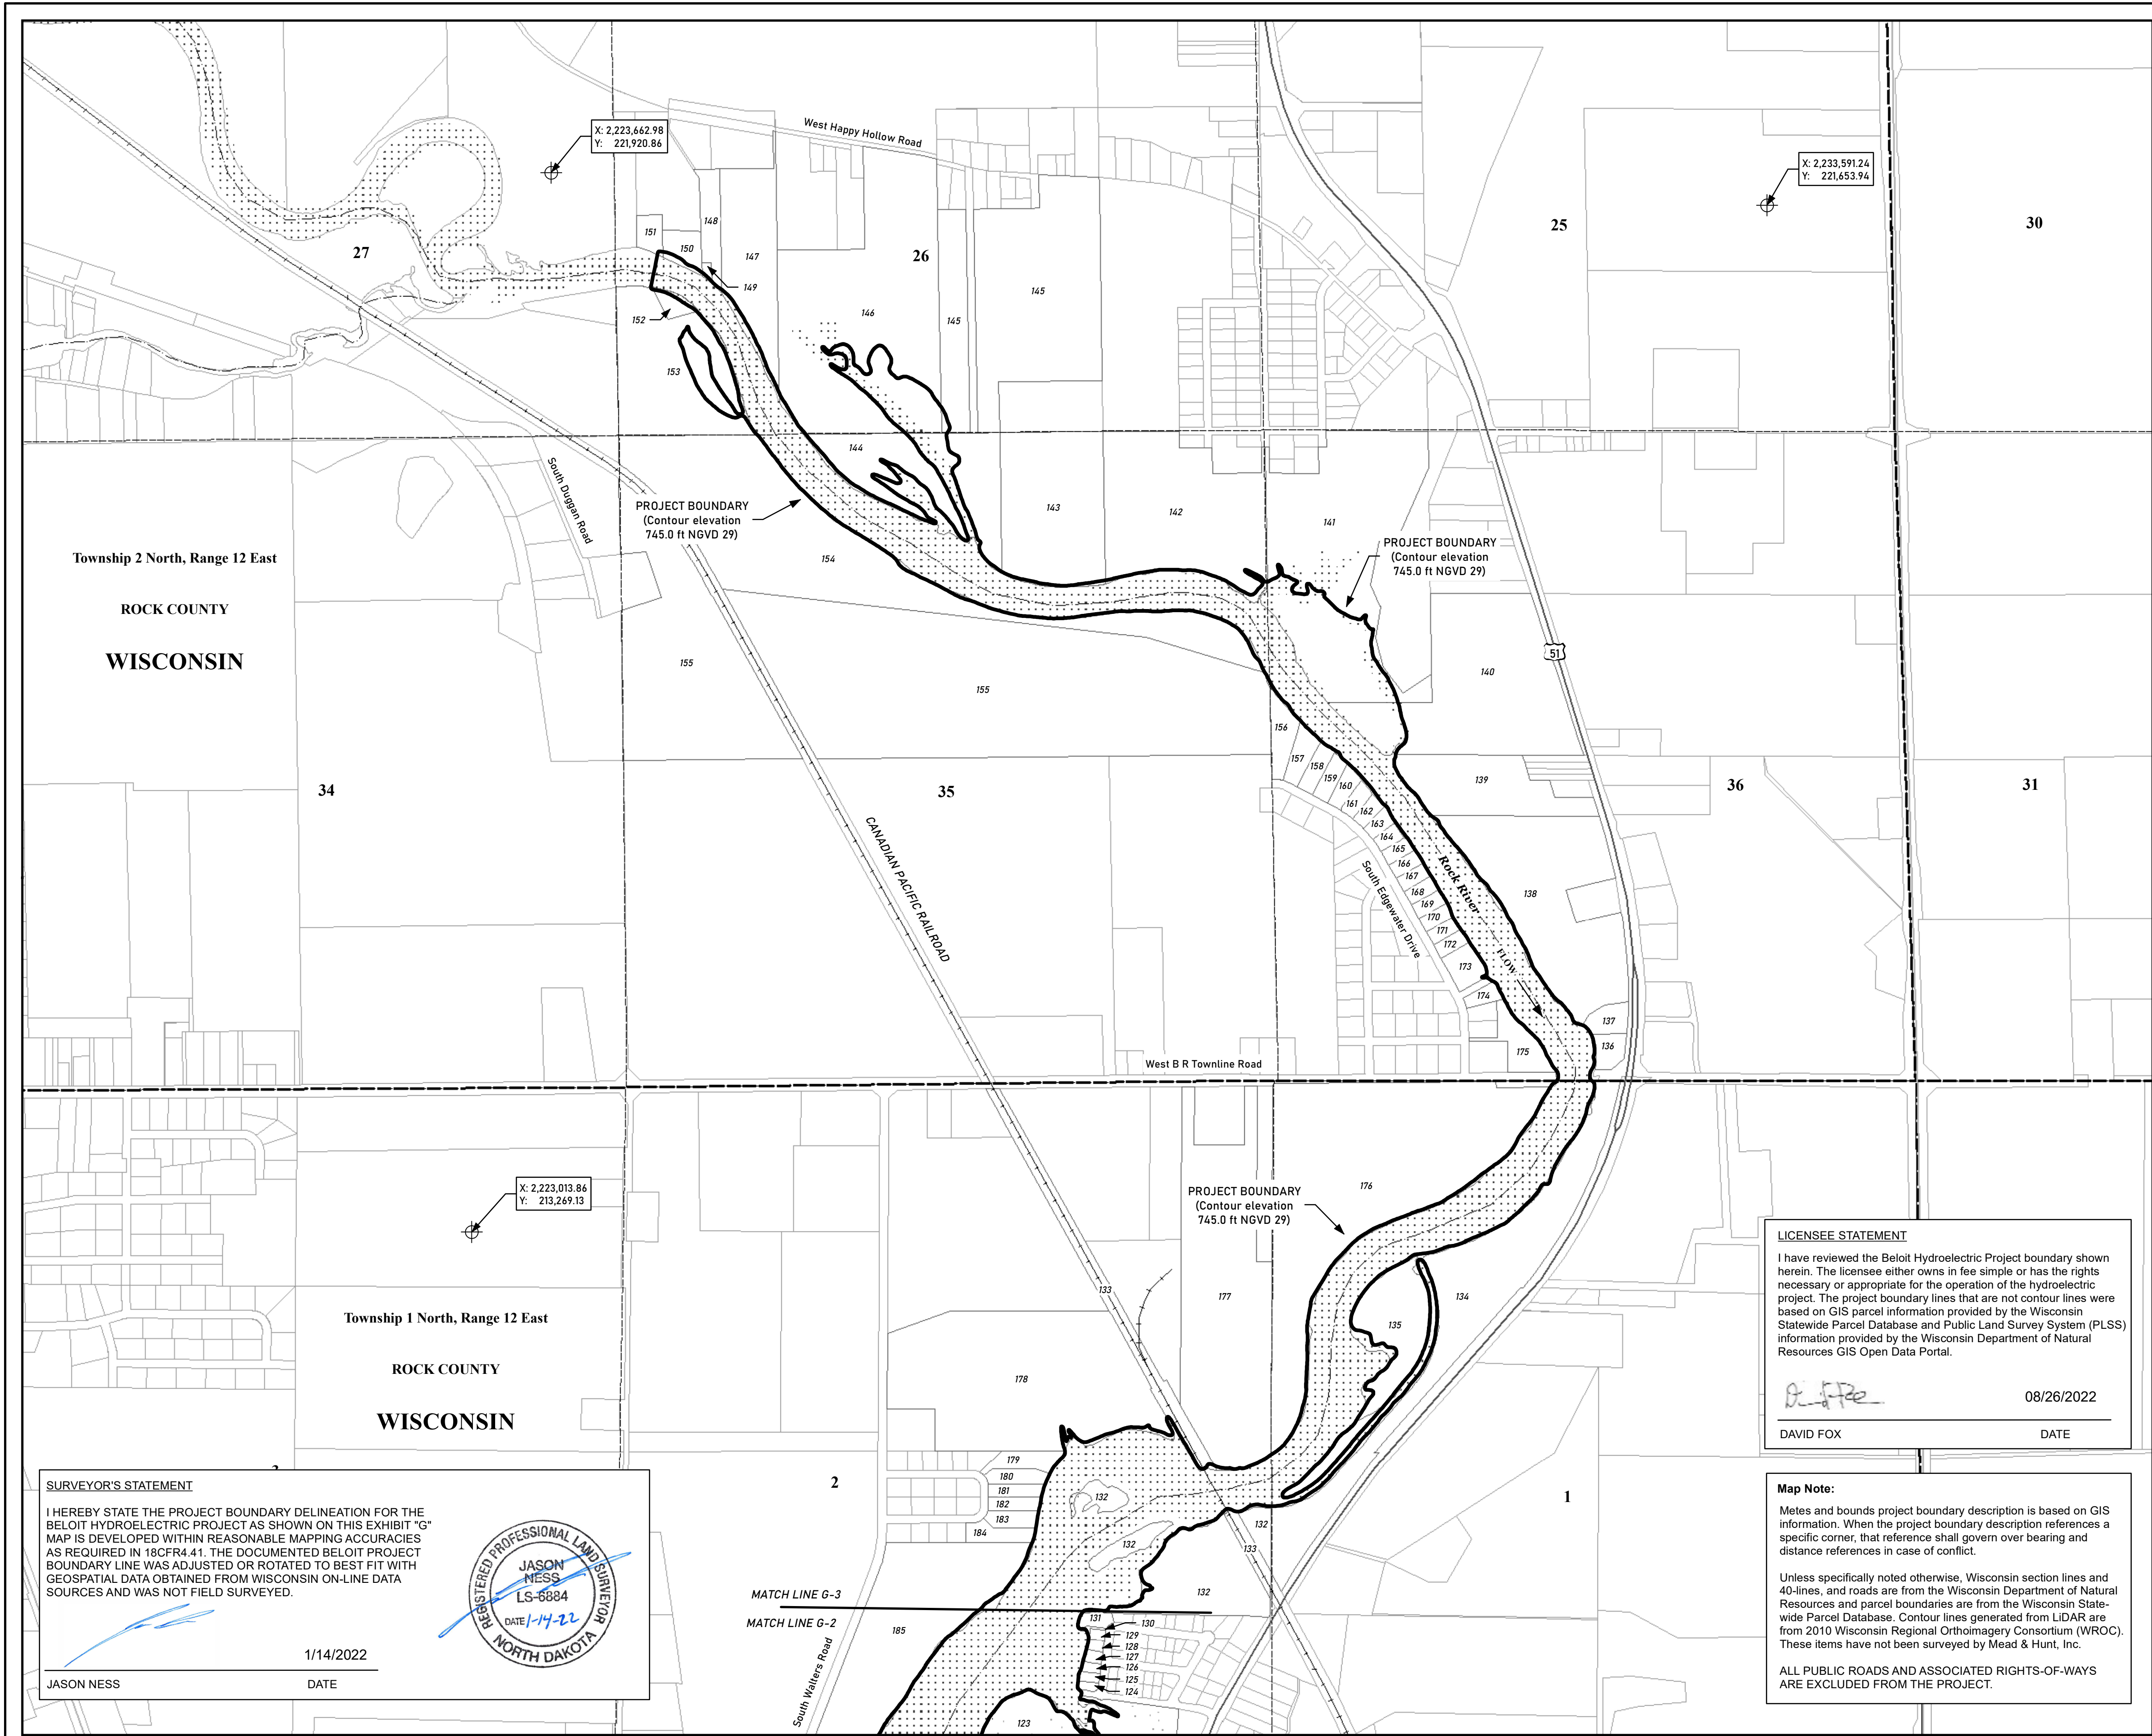 X: 2,223,662.98
Y: 221,920.86
West Happy Hollow Road
X: 2,233,591.24
Y: 221,653.94
27
26
25
30
151
150
148
147
149
152
153
146
145
145
144
143
142
141
South Duggan Road
PROJECT BOUNDARY
(Contour elevation
745.0 ft NGVD 29)
PROJECT BOUNDARY
(Contour elevation
745.0 ft NGVD 29)
Township 2 North, Range 12 East
ROCK COUNTY
WISCONSIN
154
155
155
140
51
156
157
158
159
160
161
162
163
164
165
166
167
168
169
170
171
172
173
174
175
139
138
137
136
34
35
36
31
CANADIAN PACIFIC RAILROAD
South Edgewater Drive
Rock River
FLOW
West B R Townline Road
X: 2,223,013.86
Y: 213,269.13
PROJECT BOUNDARY
(Contour elevation
745.0 ft NGVD 29)
176
177
133
134
135
178
Township 1 North, Range 12 East
ROCK COUNTY
WISCONSIN
2
1
179
180
181
182
183
184
132
132
132
133
132
MATCH LINE G-3
MATCH LINE G-2
185
South Walters Road
131
130
129
128
127
126
125
124
123
LICENSEE STATEMENT
I have reviewed the Beloit Hydroelectric Project boundary shown
herein. The licensee either owns in fee simple or has the rights
necessary or appropriate for the operation of the hydroelectric
project. The project boundary lines that are not contour lines were
based on GIS parcel information provided by the Wisconsin
Statewide Parcel Database and Public Land Survey System (PLSS)
information provided by the Wisconsin Department of Natural
Resources GIS Open Data Portal.
08/26/2022
DAVID FOX DATE
Map Note:
Metes and bounds project boundary description is based on GIS
information. When the project boundary description references a
specific corner, that reference shall govern over bearing and
distance references in case of conflict.
Unless specifically noted otherwise, Wisconsin section lines and
40-lines, and roads are from the Wisconsin Department of Natural
Resources and parcel boundaries are from the Wisconsin State-
wide Parcel Database. Contour lines generated from LiDAR are
from 2010 Wisconsin Regional Orthoimagery Consortium (WROC).
These items have not been surveyed by Mead & Hunt, Inc.
ALL PUBLIC ROADS AND ASSOCIATED RIGHTS-OF-WAYS
ARE EXCLUDED FROM THE PROJECT.
SURVEYOR'S STATEMENT
I HEREBY STATE THE PROJECT BOUNDARY DELINEATION FOR THE
BELOIT HYDROELECTRIC PROJECT AS SHOWN ON THIS EXHIBIT "G"
MAP IS DEVELOPED WITHIN REASONABLE MAPPING ACCURACIES
AS REQUIRED IN 18CFR4.41. THE DOCUMENTED BELOIT PROJECT
BOUNDARY LINE WAS ADJUSTED OR ROTATED TO BEST FIT WITH
GEOSPATIAL DATA OBTAINED FROM WISCONSIN ON-LINE DATA
SOURCES AND WAS NOT FIELD SURVEYED.
1/14/2022
JASON NESS DATE
REGISTERED PROFESSIONAL LAND SURVEYOR
JASON
NESS
LS-6884
DATE 1-14-22
NORTH DAKOTA